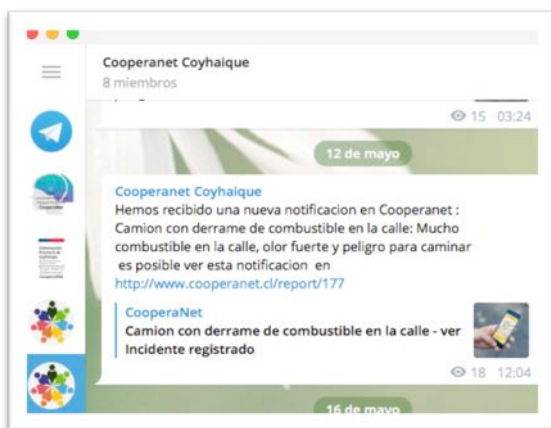 Cooperanet Coyhaique
8 miembros
15 03:24
12 de mayo
Cooperanet Coyhaique
Hemos recibido una nueva notificacion en Cooperanet :
Camion con derrame de combustible en la calle: Mucho
combustible en la calle, olor fuerte y peligro para caminar
es posible ver esta notificacion en
http://www.cooperanet.cl/report/177
CooperaNet
Camion con derrame de combustible en la calle - ver
Incidente registrado
18 12:04
16 de mayo